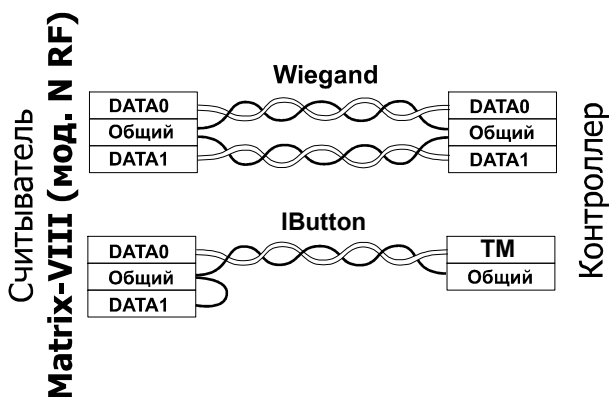 Считыватель
Matrix-VIII (мод. N RF)
Wiegand
DATA0
Общий
DATA1
DATA0
Общий
DATA1
IButton
DATA0
Общий
DATA1
TM
Общий
Контроллер